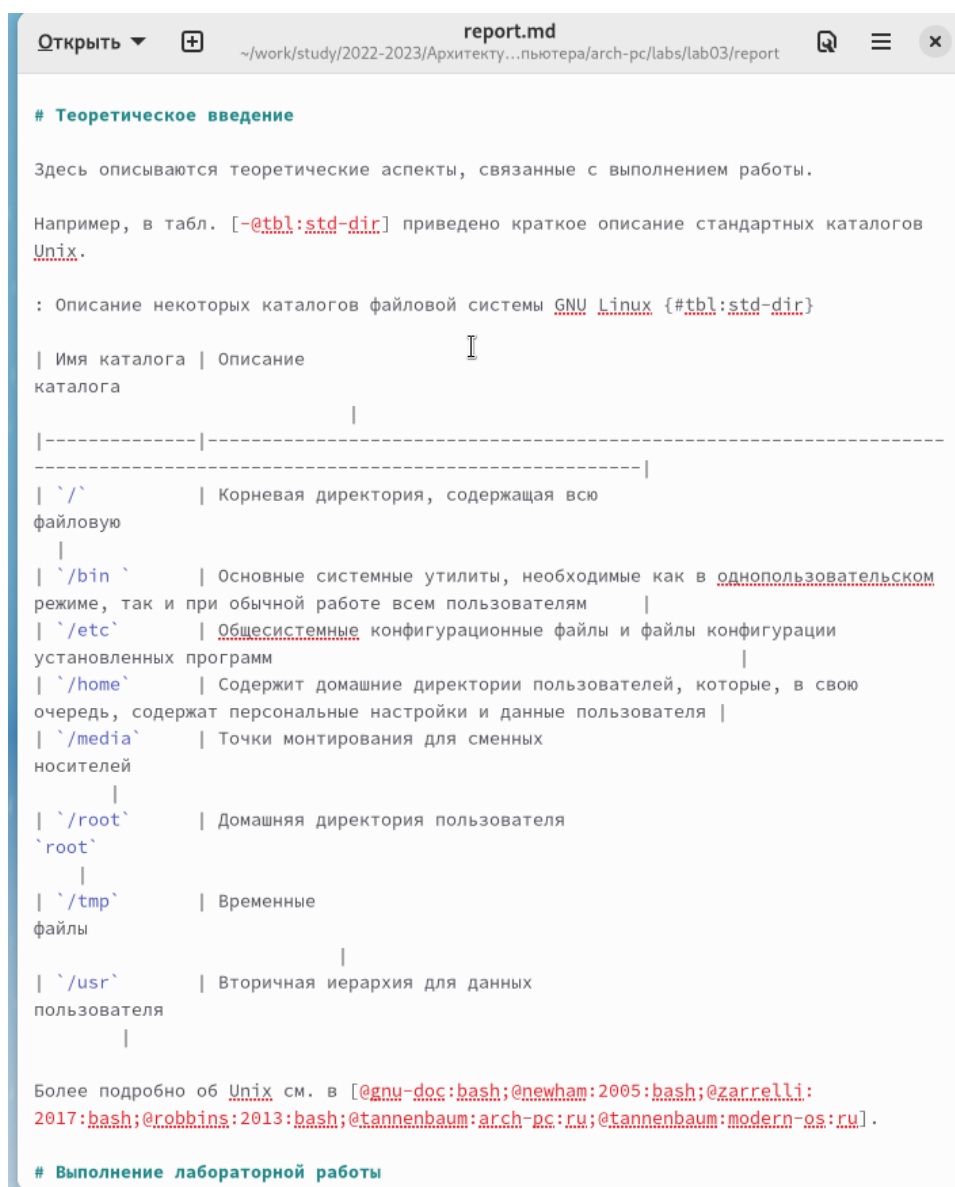 Открыть
report.md
~/work/study/2022-2023/Архитекту…пьютера/arch-pc/labs/lab03/report
# Теоретическое введение
Здесь описываются теоретические аспекты, связанные с выполнением работы.
Например, в табл. [-@tbl:std-dir] приведено краткое описание стандартных каталогов
Unix.
: Описание некоторых каталогов файловой системы GNU Linux {#tbl:std-dir}
| Имя каталога | Описание
каталога
|
|--------------|--------------------------------------------------------------------
--------------------------------------------------------|
| `/`          | Корневая директория, содержащая всю
файловую
|
| `/bin `      | Основные системные утилиты, необходимые как в однопользовательском
режиме, так и при обычной работе всем пользователям     |
| `/etc`       | Общесистемные конфигурационные файлы и файлы конфигурации
установленных программ                                           |
| `/home`      | Содержит домашние директории пользователей, которые, в свою
очередь, содержат персональные настройки и данные пользователя |
| `/media`     | Точки монтирования для сменных
носителей
|
| `/root`      | Домашняя директория пользователя
`root`
|
| `/tmp`       | Временные
файлы
|
| `/usr`       | Вторичная иерархия для данных
пользователя
|
Более подробно об Unix см. в [@gnu-doc:bash;@newham:2005:bash;@zarrelli:
2017:bash;@robbins:2013:bash;@tannenbaum:arch-pc:ru;@tannenbaum:modern-os:ru].
# Выполнение лабораторной работы